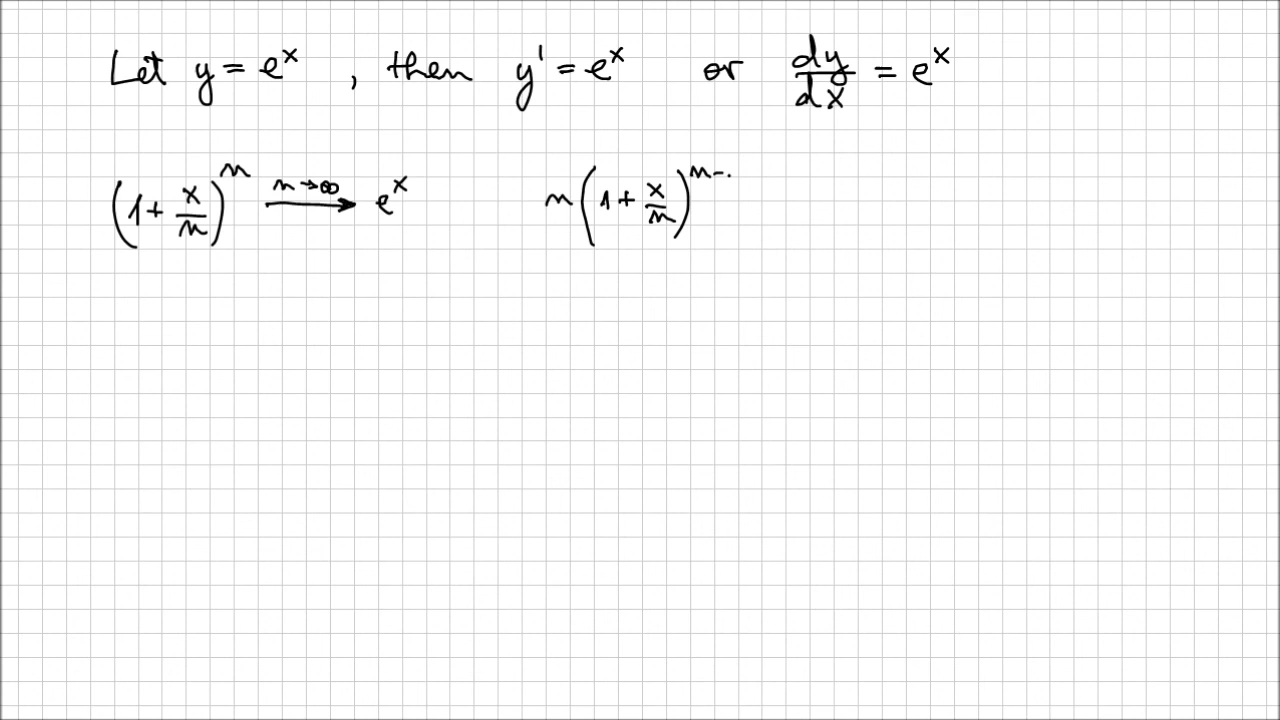 Let y = e^x , then y' = e^x or dy/dx = e^x
(1 + x/n)^n n→∞ ⟶ e^x n(1 + x/n)^n-